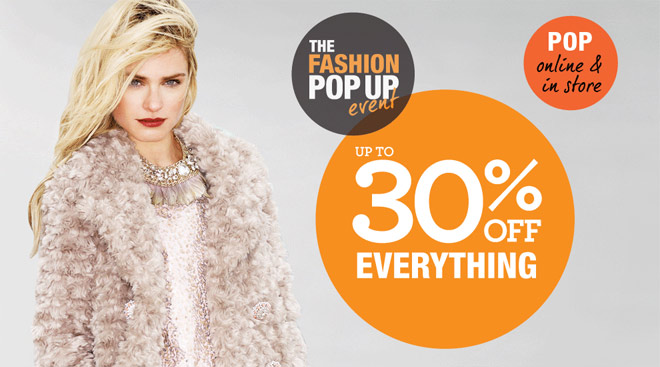 THE
FASHION
POP UP
event
POP
online &
in store
UP TO
30% OFF
EVERYTHING